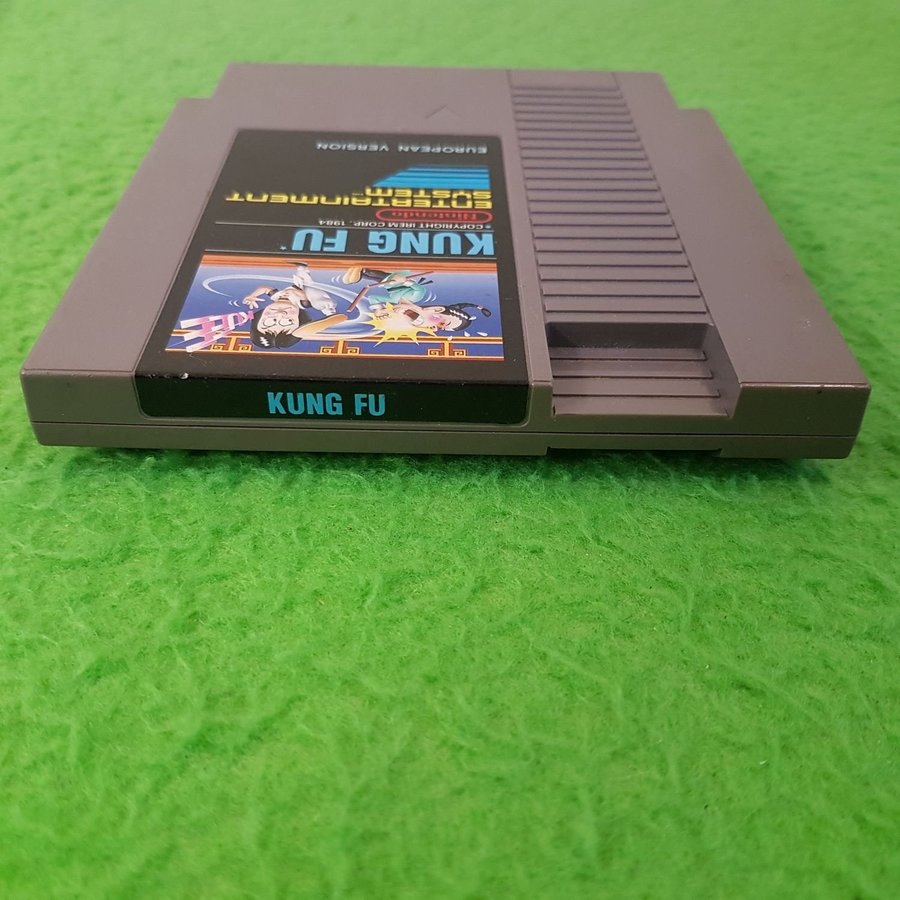 KUNG FU
KUNG FU
COPYRIGHT IREM CORP. 1984
Nintendo
ENTERTAINMENT
SYSTEM
EUROPEAN VERSION